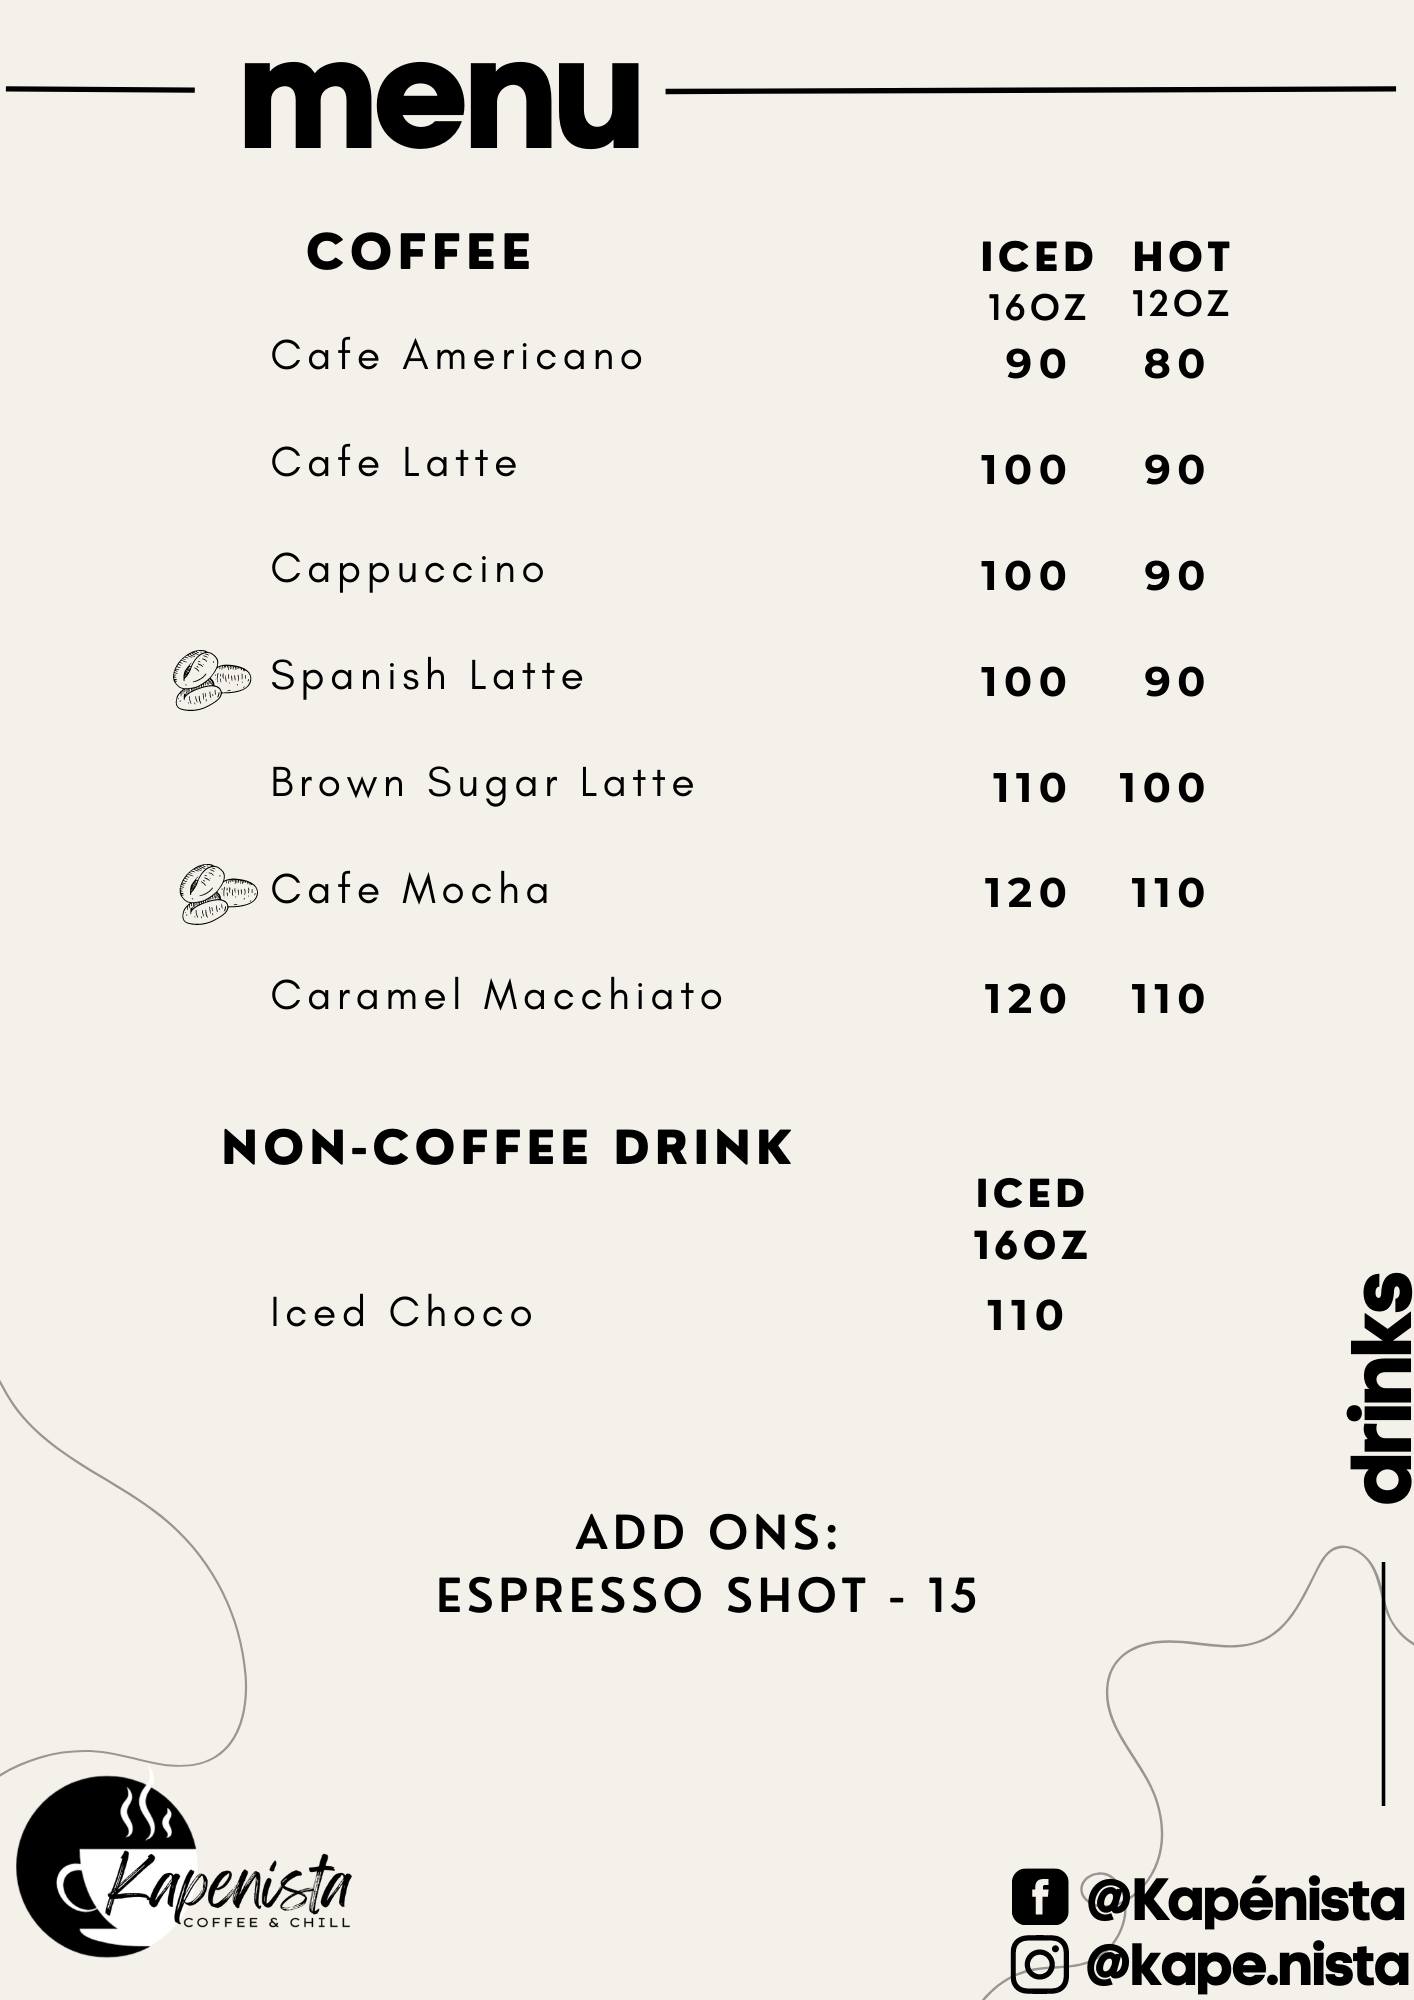 menu
COFFEE
ICED HOT
16OZ 12OZ
Cafe Americano 90 80
Cafe Latte 100 90
Cappuccino 100 90
Spanish Latte 100 90
Brown Sugar Latte 110 100
Cafe Mocha 120 110
Caramel Macchiato 120 110
NON-COFFEE DRINK
ICED
16OZ
Iced Choco 110
drinks
ADD ONS:
ESPRESSO SHOT - 15
Kapenista
COFFEE & CHILL
@Kapénista
@kape.nista